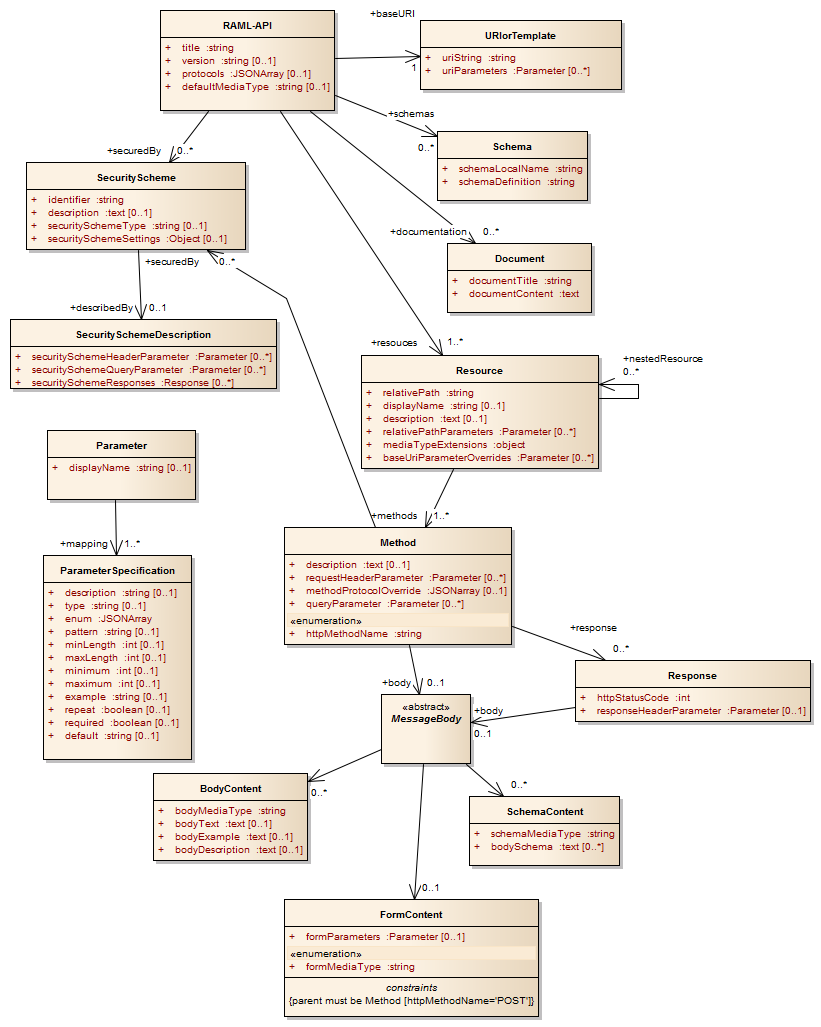 RAML-API
+ title :string
+ version :string [0..1]
+ protocols :JSONArray [0..1]
+ defaultMediaType :string [0..1]
+baseURI
1
URIorTemplate
+ uriString :string
+ uriParameters :Parameter [0..*]
+schemas
0..*
Schema
+ schemaLocalName :string
+ schemaDefinition :string
+securedBy 0..*
SecurityScheme
+ identifier :string
+ description :text [0..1]
+ securitySchemeType :string [0..1]
+ securitySchemeSettings :Object [0..1]
+documentation 0..*
Document
+ documentTitle :string
+ documentContent :text
+securedBy 0..*
+describedBy 0..1
SecuritySchemeDescription
+ securitySchemeHeaderParameter :Parameter [0..*]
+ securitySchemeQueryParameter :Parameter [0..*]
+ securitySchemeResponses :Response [0..*]
+resouces 1..*
Resource
+ relativePath :string
+ displayName :string [0..1]
+ description :text [0..1]
+ relativePathParameters :Parameter [0..*]
+ mediaTypeExtensions :object
+ baseUriParameterOverrides :Parameter [0..*]
+nestedResource
0..*
Parameter
+ displayName :string [0..1]
+mapping 1..*
ParameterSpecification
+ description :string [0..1]
+ type :string [0..1]
+ enum :JSONArray
+ pattern :string [0..1]
+ minLength :int [0..1]
+ maxLength :int [0..1]
+ minimum :int [0..1]
+ maximum :int [0..1]
+ example :string [0..1]
+ repeat :boolean [0..1]
+ required :boolean [0..1]
+ default :string [0..1]
+methods 1..*
Method
+ description :text [0..1]
+ requestHeaderParameter :Parameter [0..*]
+ methodProtocolOverride :JSONarray [0..1]
+ queryParameter :Parameter [0..*]
«enumeration»
+ httpMethodName :string
+response
0..*
Response
+ httpStatusCode :int
+ responseHeaderParameter :Parameter [0..1]
+body 0..1
«abstract»
MessageBody
+body
0..1
0..*
BodyContent
+ bodyMediaType :string
+ bodyText :text [0..1]
+ bodyExample :text [0..1]
+ bodyDescription :text [0..1]
0..*
SchemaContent
+ schemaMediaType :string
+ bodySchema :text [0..*]
0..1
FormContent
+ formParameters :Parameter [0..1]
«enumeration»
+ formMediaType :string
constraints
{parent must be Method [httpMethodName='POST']}